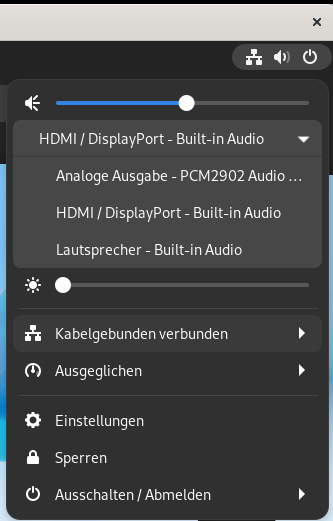 HDMI / DisplayPort - Built-in Audio
Analoge Ausgabe - PCM2902 Audio ...
HDMI / DisplayPort - Built-in Audio
Lautsprecher - Built-in Audio
Kabelgebunden verbunden
Ausgeglichen
Einstellungen
Sperren
Ausschalten / Abmelden